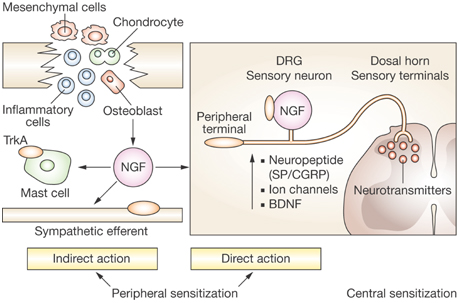 Mesenchymal cells
Chondrocyte
Inflammatory
cells
Osteoblast
TrkA
NGF
Mast cell
Sympathetic efferent
DRG
Sensory neuron
Dosal horn
Sensory terminals
NGF
Peripheral
terminal
▪ Neuropeptide
(SP/CGRP)
▪ Ion channels
▪ BDNF
Neurotransmitters
Indirect action
Direct action
Peripheral sensitization
Central sensitization